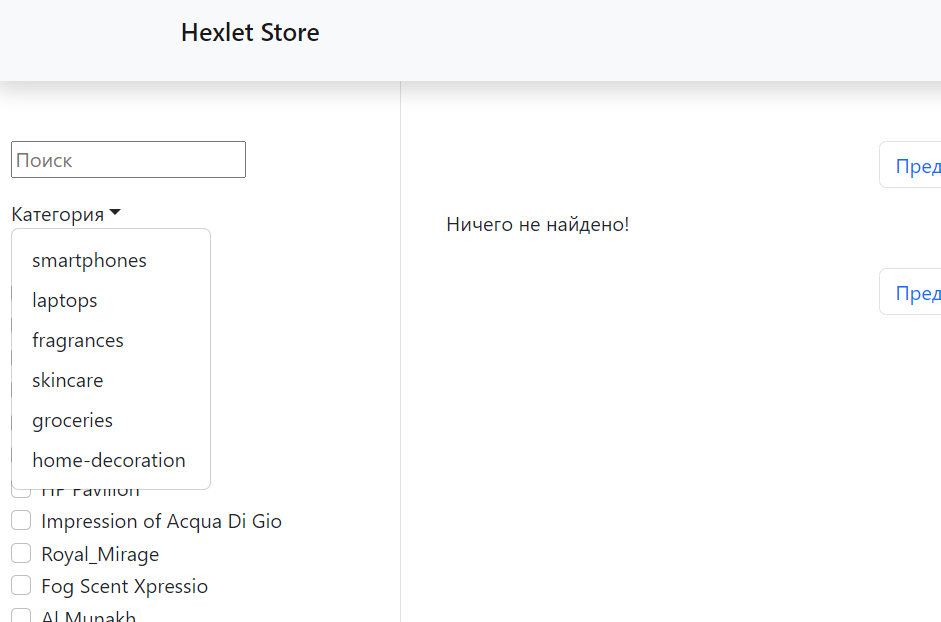 Hexlet Store
Поиск
Категория
smartphones
laptops
fragrances
skincare
groceries
home-decoration
HP Pavilion
Impression of Acqua Di Gio
Royal_Mirage
Fog Scent Xpressio
Al Munakh
Пред
Ничего не найдено!
Пред